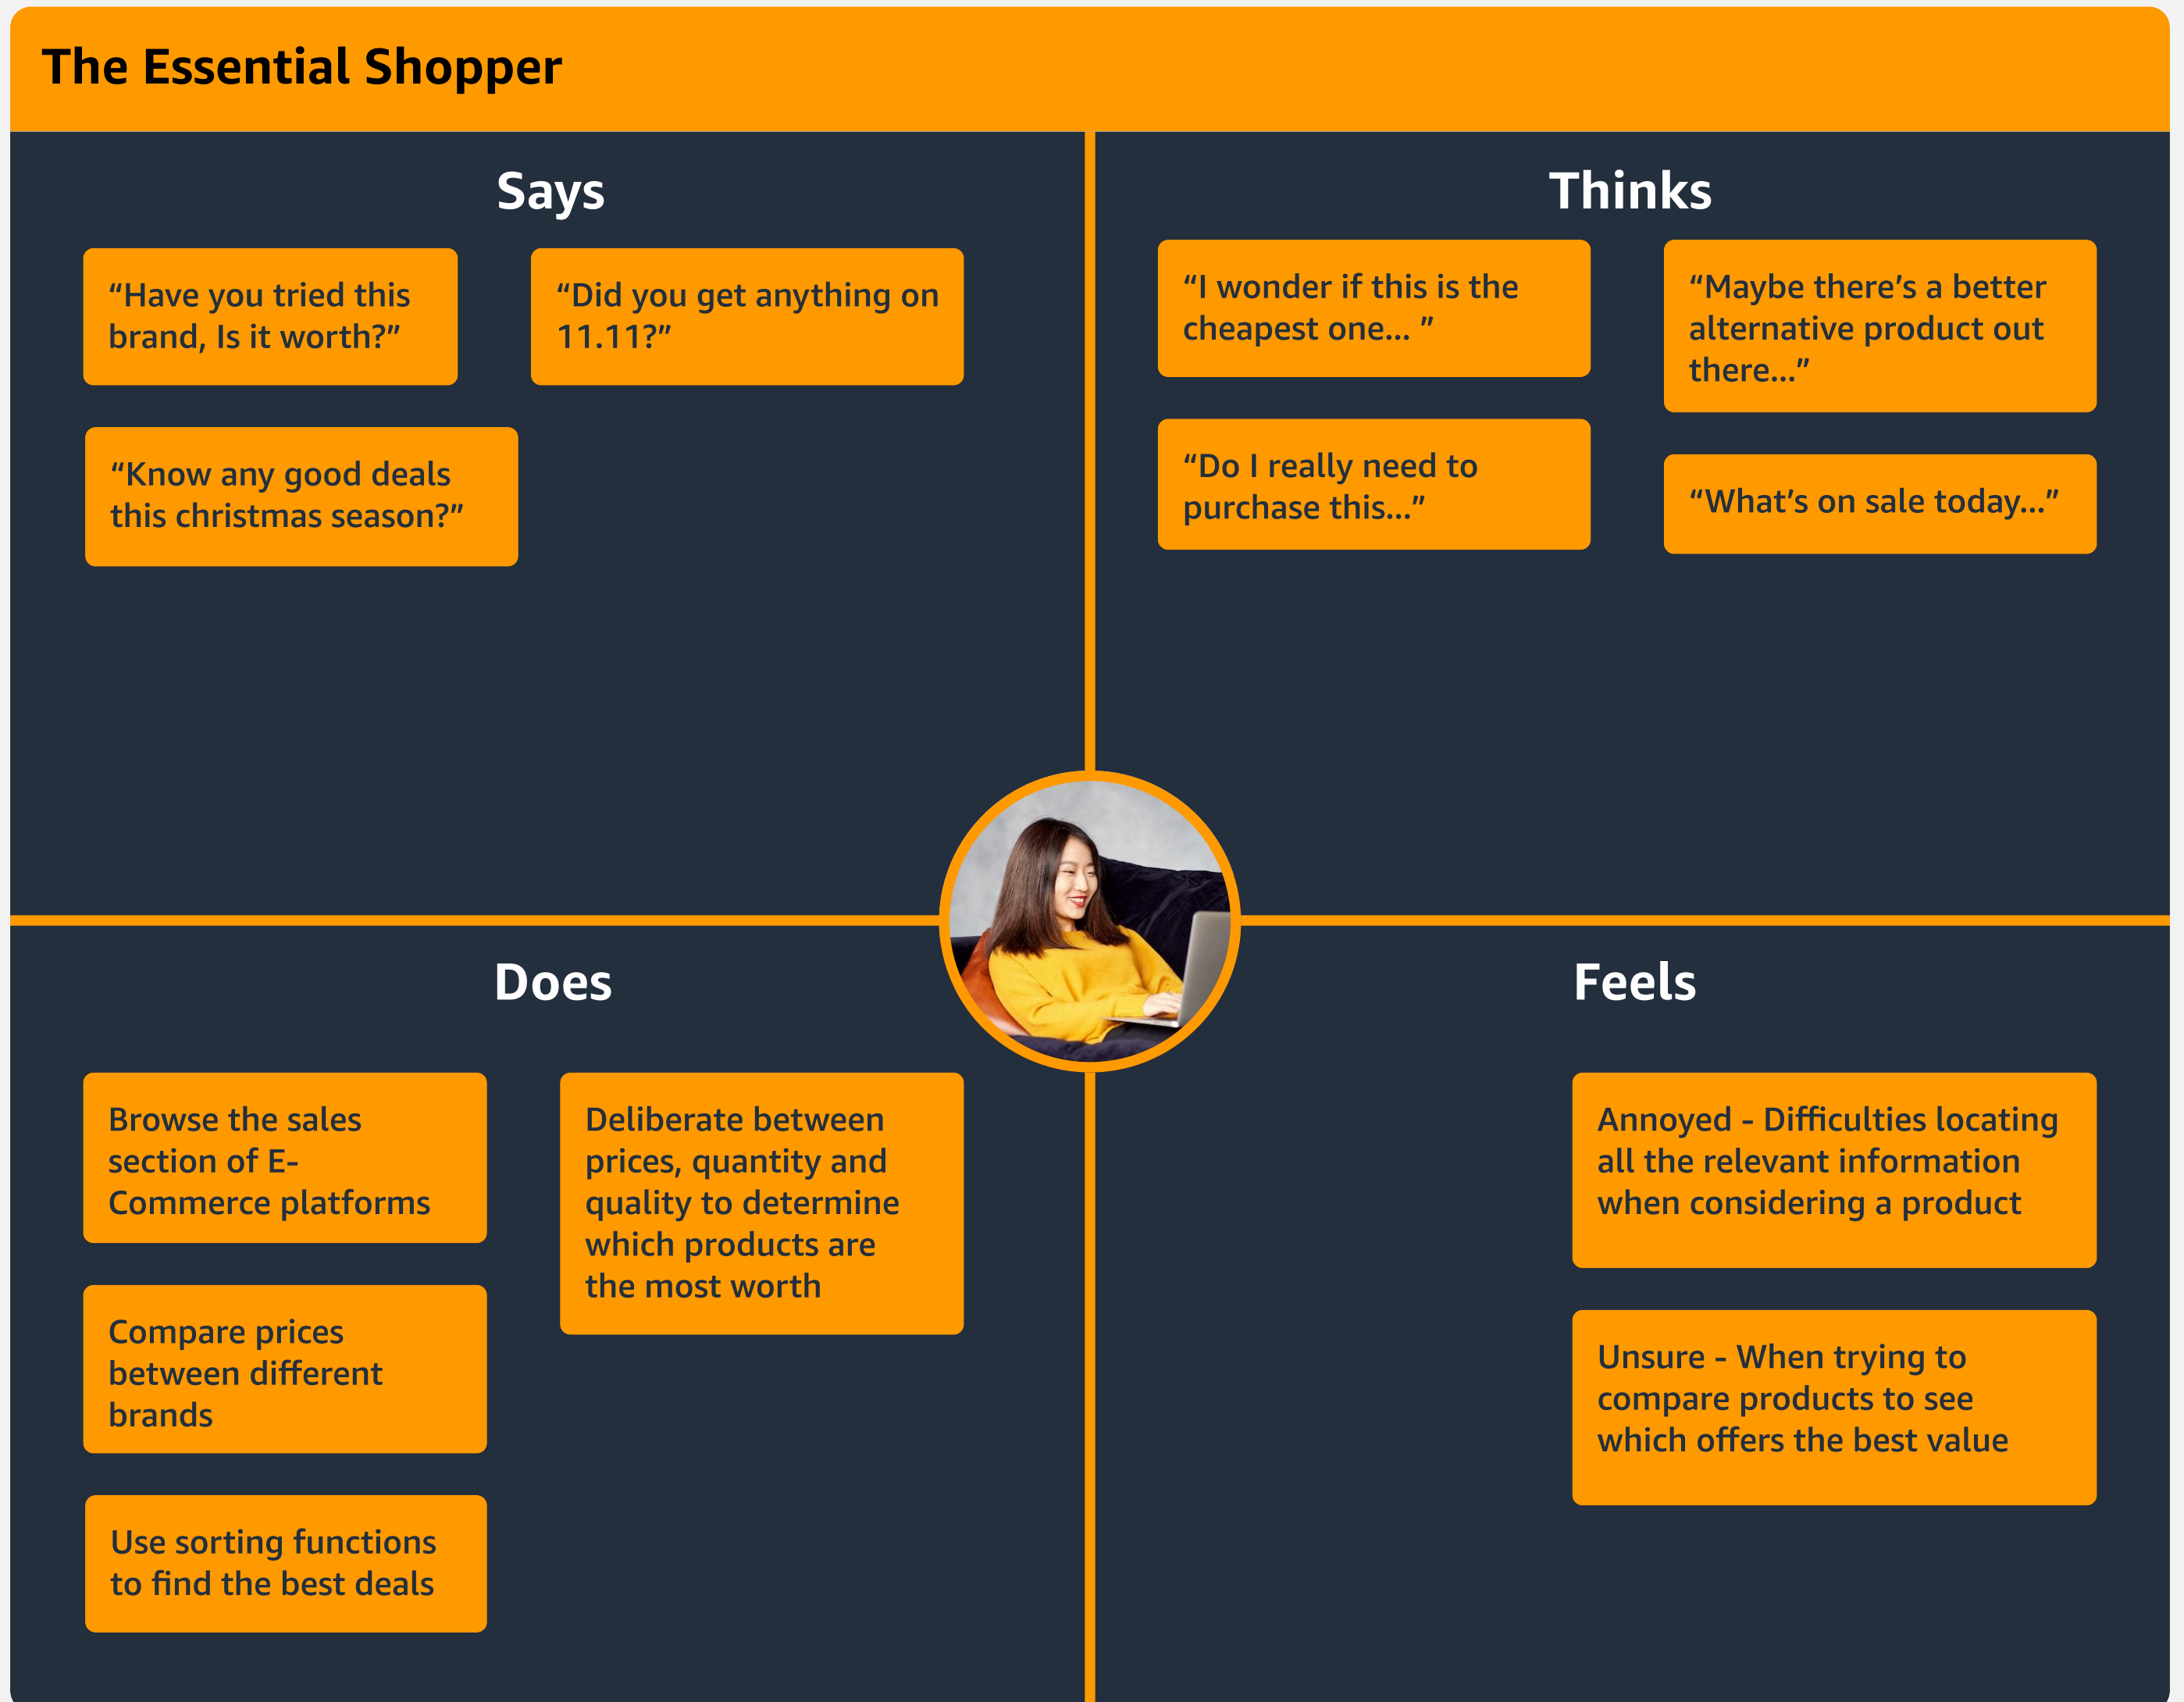 The Essential Shopper
Says
“Have you tried this
brand, Is it worth?”
“Did you get anything on
11.11?”
“Know any good deals
this christmas season?”
Thinks
“I wonder if this is the
cheapest one... ”
“Maybe there’s a better
alternative product out
there...”
“Do I really need to
purchase this...”
“What’s on sale today...”
Does
Browse the sales
section of E-
Commerce platforms
Deliberate between
prices, quantity and
quality to determine
which products are
the most worth
Compare prices
between different
brands
Use sorting functions
to find the best deals
Feels
Annoyed - Difficulties locating
all the relevant information
when considering a product
Unsure - When trying to
compare products to see
which offers the best value